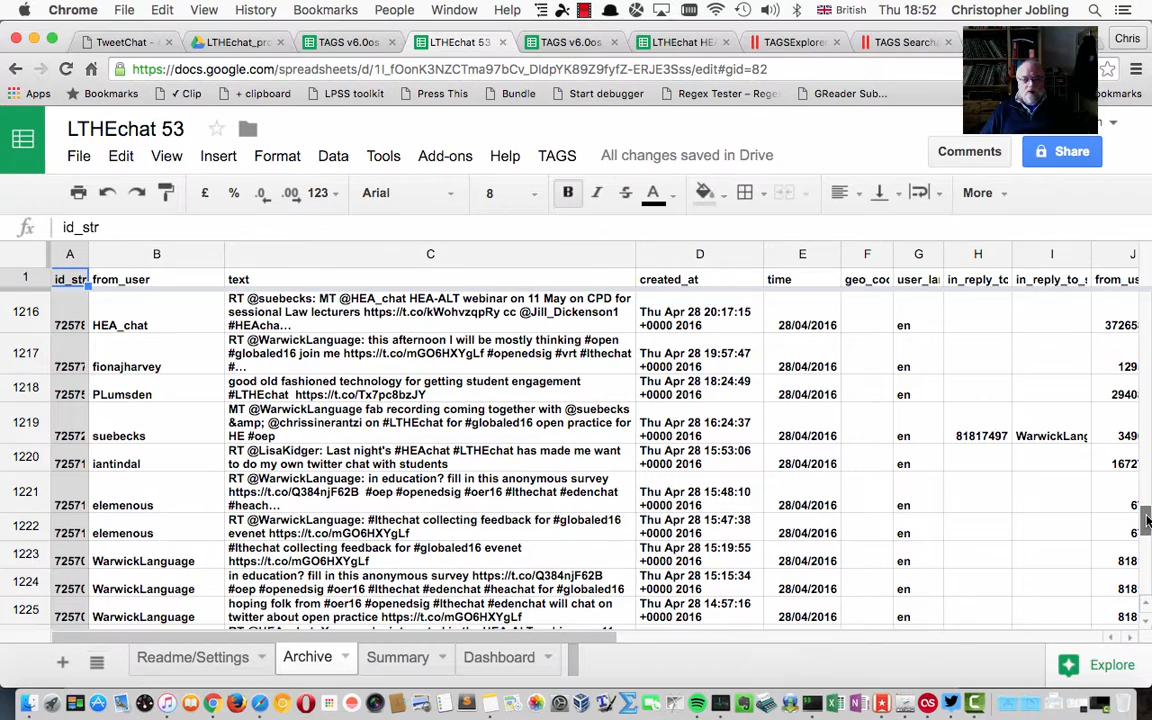 Chrome File Edit View History Bookmarks People Window Help British Thu 18:52 Christopher Jobling
TweetChat - LTHEchat_pro TAGS v6.0os LTHEchat 53 TAGS v6.0os LTHEchat HE TAGSExplorer TAGS Search Chris
https://docs.google.com/spreadsheets/d/1I_fOonK3NZCTma97bCv_DIdpYK89Z9fyfZ-ERJE3Sss/edit#gid=82
Apps Bookmarks ✓ Clip + clipboard LPSS toolkit Press This Bundle Start debugger Regex Tester – Rege GReader Sub... okmarks
LTHEchat 53
File Edit View Insert Format Data Tools Add-ons Help TAGS All changes saved in Drive Comments Share
£ % .0 .00 123 Arial 8 B I S A More
fx id_str
A B C D E F G H I J
1 id_str from_user text created_at time geo_coo user_la in_reply_to in_reply_to_s from_us
1216 72578 HEA_chat RT @suebecks: MT @HEA_chat HEA-ALT webinar on 11 May on CPD for
sessional Law lecturers https://t.co/kWohvzqpRy cc @Jill_Dickenson1
#HEAcha... Thu Apr 28 20:17:15 +0000 2016 28/04/2016 en 37265
1217 72577 fionajharvey RT @WarwickLanguage: this afternoon I will be mostly thinking #open
#globaled16 join me https://t.co/mGO6HXYgLf #openedsig #vrt #lthechat
#... Thu Apr 28 19:57:47 +0000 2016 28/04/2016 en 129
1218 72575 PLumsden good old fashioned technology for getting student engagement
#LTHEchat https://t.co/Tx7pc8bzJY Thu Apr 28 18:24:49 +0000 2016 28/04/2016 en 2940
1219 72572 suebecks MT @WarwickLanguage fab recording coming together with @suebecks
&amp; @chrissinerantzi on #LTHEchat for #globaled16 open practice for
HE #oep Thu Apr 28 16:24:37 +0000 2016 28/04/2016 en 81817497 WarwickLang 349
1220 72571 iantindal RT @LisaKidger: Last night's #HEAchat #LTHEchat has made me want
to do my own twitter chat with students Thu Apr 28 15:53:06 +0000 2016 28/04/2016 en 1672
1221 72571 elemenous RT @WarwickLanguage: in education? fill in this anonymous survey
https://t.co/Q384njF62B #oep #openedsig #oer16 #lthechat #edenchat
#heach... Thu Apr 28 15:48:10 +0000 2016 28/04/2016 en 6
1222 72571 elemenous RT @WarwickLanguage: #lthechat collecting feedback for #globaled16
evenet https://t.co/mGO6HXYgLf Thu Apr 28 15:47:38 +0000 2016 28/04/2016 en 6
1223 72570 WarwickLanguage #lthechat collecting feedback for #globaled16 evenet
https://t.co/mGO6HXYgLf Thu Apr 28 15:19:55 +0000 2016 28/04/2016 en 818
1224 72570 WarwickLanguage in education? fill in this anonymous survey https://t.co/Q384njF62B
#oep #openedsig #oer16 #lthechat #edenchat #heachat for #globaled16 Thu Apr 28 15:15:34 +0000 2016 28/04/2016 en 818
1225 72570 WarwickLanguage hoping folk from #oer16 #openedsig #lthechat #edenchat will chat on
twitter about open practice https://t.co/mGO6HXYgLf Thu Apr 28 14:57:16 +0000 2016 28/04/2016 en 818
Readme/Settings Archive Summary Dashboard Explore